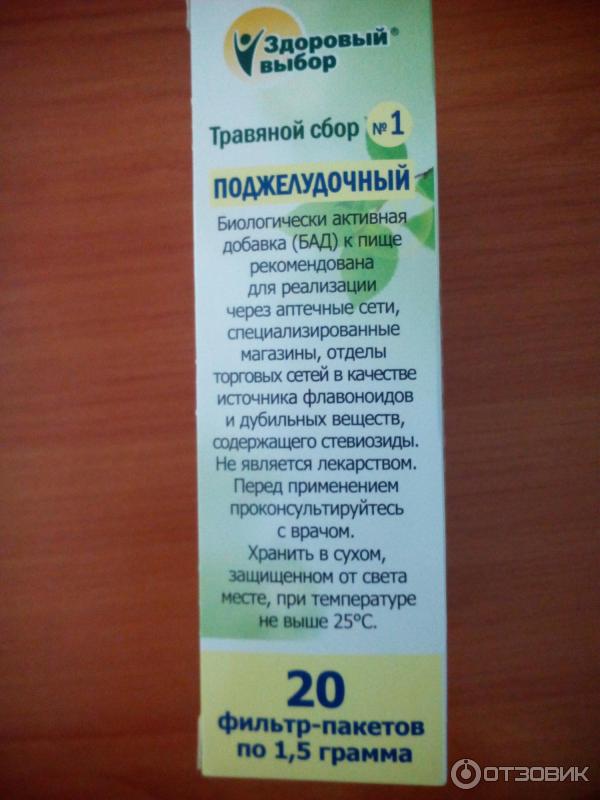 Здоровый®
выбор
Травяной сбор №1
ПОДЖЕЛУДОЧНЫЙ
Биологически активная
добавка (БАД) к пище
рекомендована
для реализации
через аптечные сети,
специализированные
магазины, отделы
торговых сетей в качестве
источника флавоноидов
и дубильных веществ,
содержащего стевиозиды.
Не является лекарством.
Перед применением
проконсультируйтесь
с врачом.
Хранить в сухом,
защищенном от света
месте, при температуре
не выше 25°С.
20
фильтр-пакетов
по 1,5 грамма
ОТЗОВИК